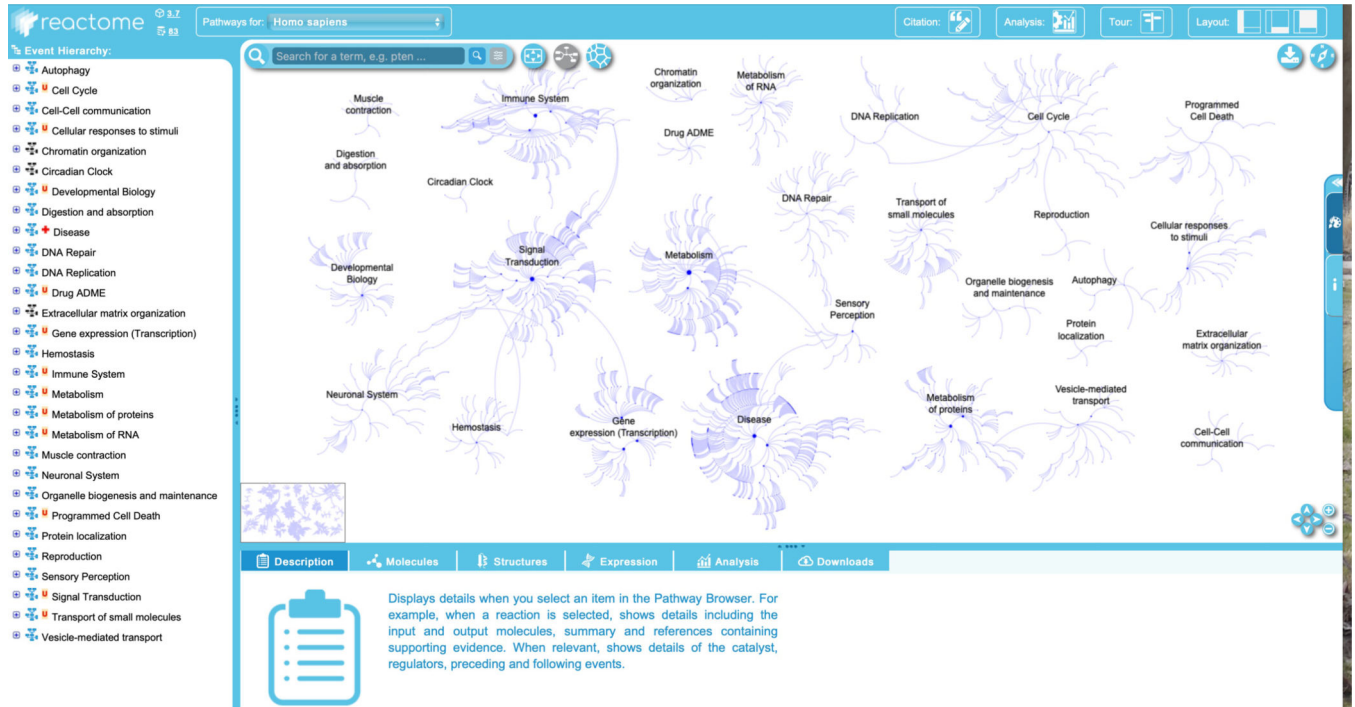 reactome
3.7
83
Pathways for: Homo sapiens
Citation:
Analysis:
Tour:
Layout:
Event Hierarchy:
Autophagy
U Cell Cycle
Cell-Cell communication
U Cellular responses to stimuli
Chromatin organization
Circadian Clock
U Developmental Biology
Digestion and absorption
Disease
DNA Repair
DNA Replication
U Drug ADME
Extracellular matrix organization
U Gene expression (Transcription)
Hemostasis
U Immune System
U Metabolism
U Metabolism of proteins
U Metabolism of RNA
Muscle contraction
Neuronal System
Organelle biogenesis and maintenance
U Programmed Cell Death
Protein localization
Reproduction
Sensory Perception
U Signal Transduction
U Transport of small molecules
Vesicle-mediated transport
Search for a term, e.g. pten ...
Muscle
contraction
Immune System
Chromatin
organization
Metabolism
of RNA
DNA Replication
Cell Cycle
Programmed
Cell Death
Drug ADME
Digestion
and absorption
Circadian Clock
DNA Repair
Transport of
small molecules
Reproduction
Cellular responses
to stimuli
Developmental
Biology
Signal
Transduction
Metabolism
Sensory
Perception
Organelle biogenesis
and maintenance
Autophagy
Protein
localization
Extracellular
matrix organization
Neuronal System
Hemostasis
Gene
expression (Transcription)
Disease
Metabolism
of proteins
Vesicle-mediated
transport
Cell-Cell
communication
i
Description
Molecules
Structures
Expression
Analysis
Downloads
Displays details when you select an item in the Pathway Browser. For
example, when a reaction is selected, shows details including the
input and output molecules, summary and references containing
supporting evidence. When relevant, shows details of the catalyst,
regulators, preceding and following events.